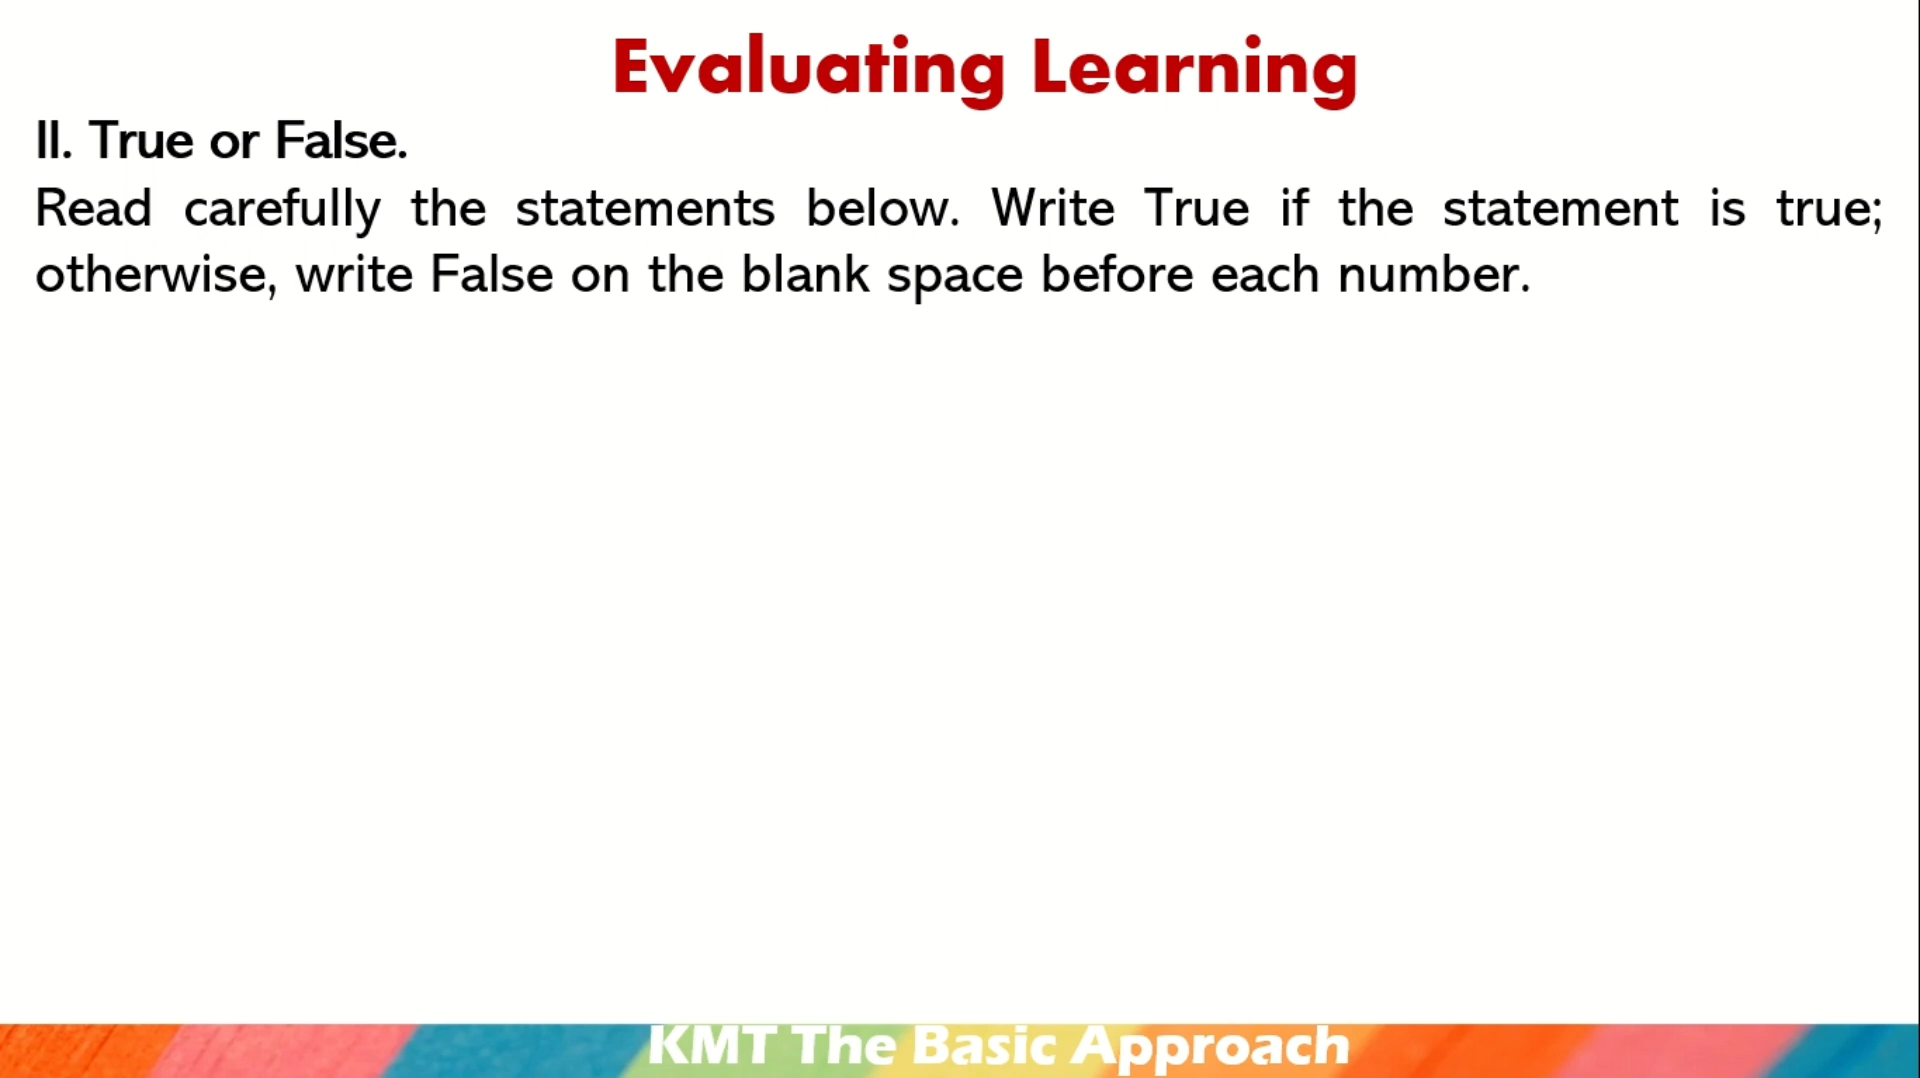 Evaluating Learning
II. True or False.
Read carefully the statements below. Write True if the statement is true;
otherwise, write False on the blank space before each number.
KMT The Basic Approach